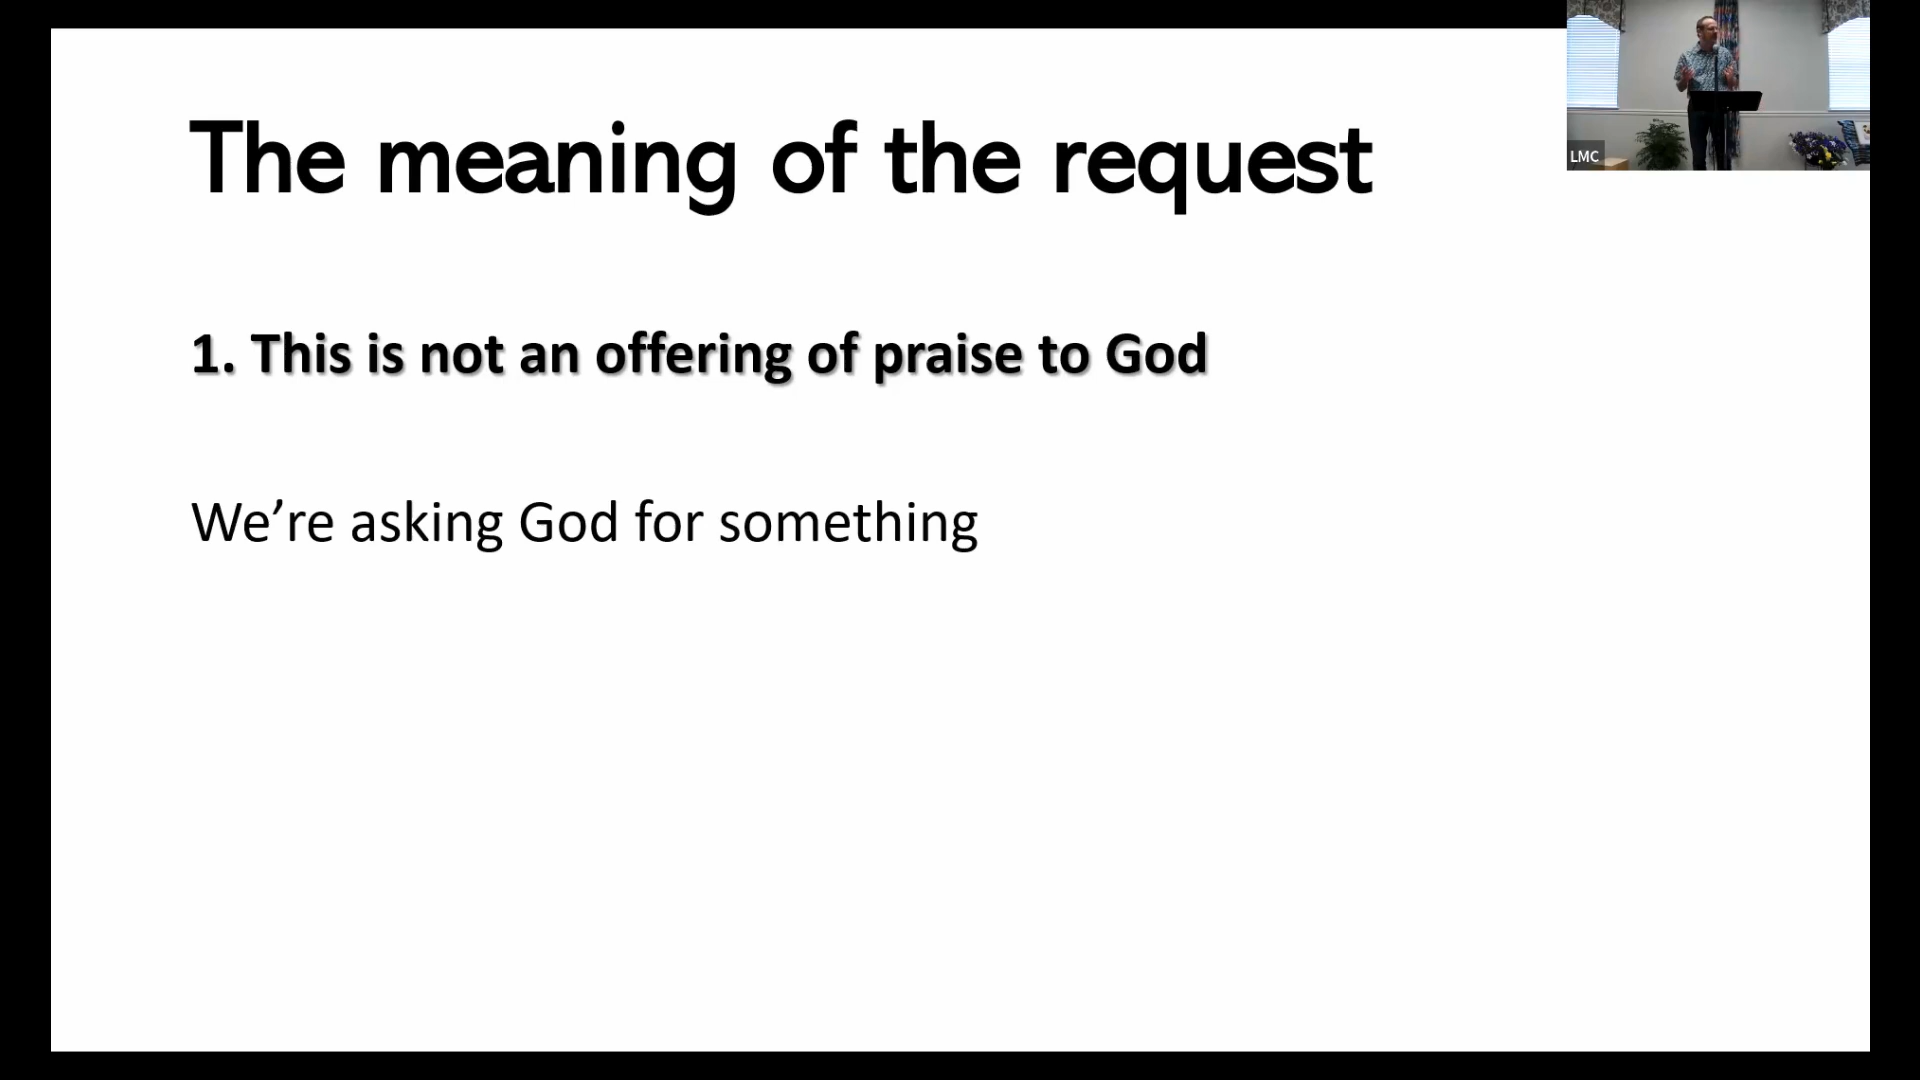 The meaning of the request
1. This is not an offering of praise to God
We’re asking God for something
LMC